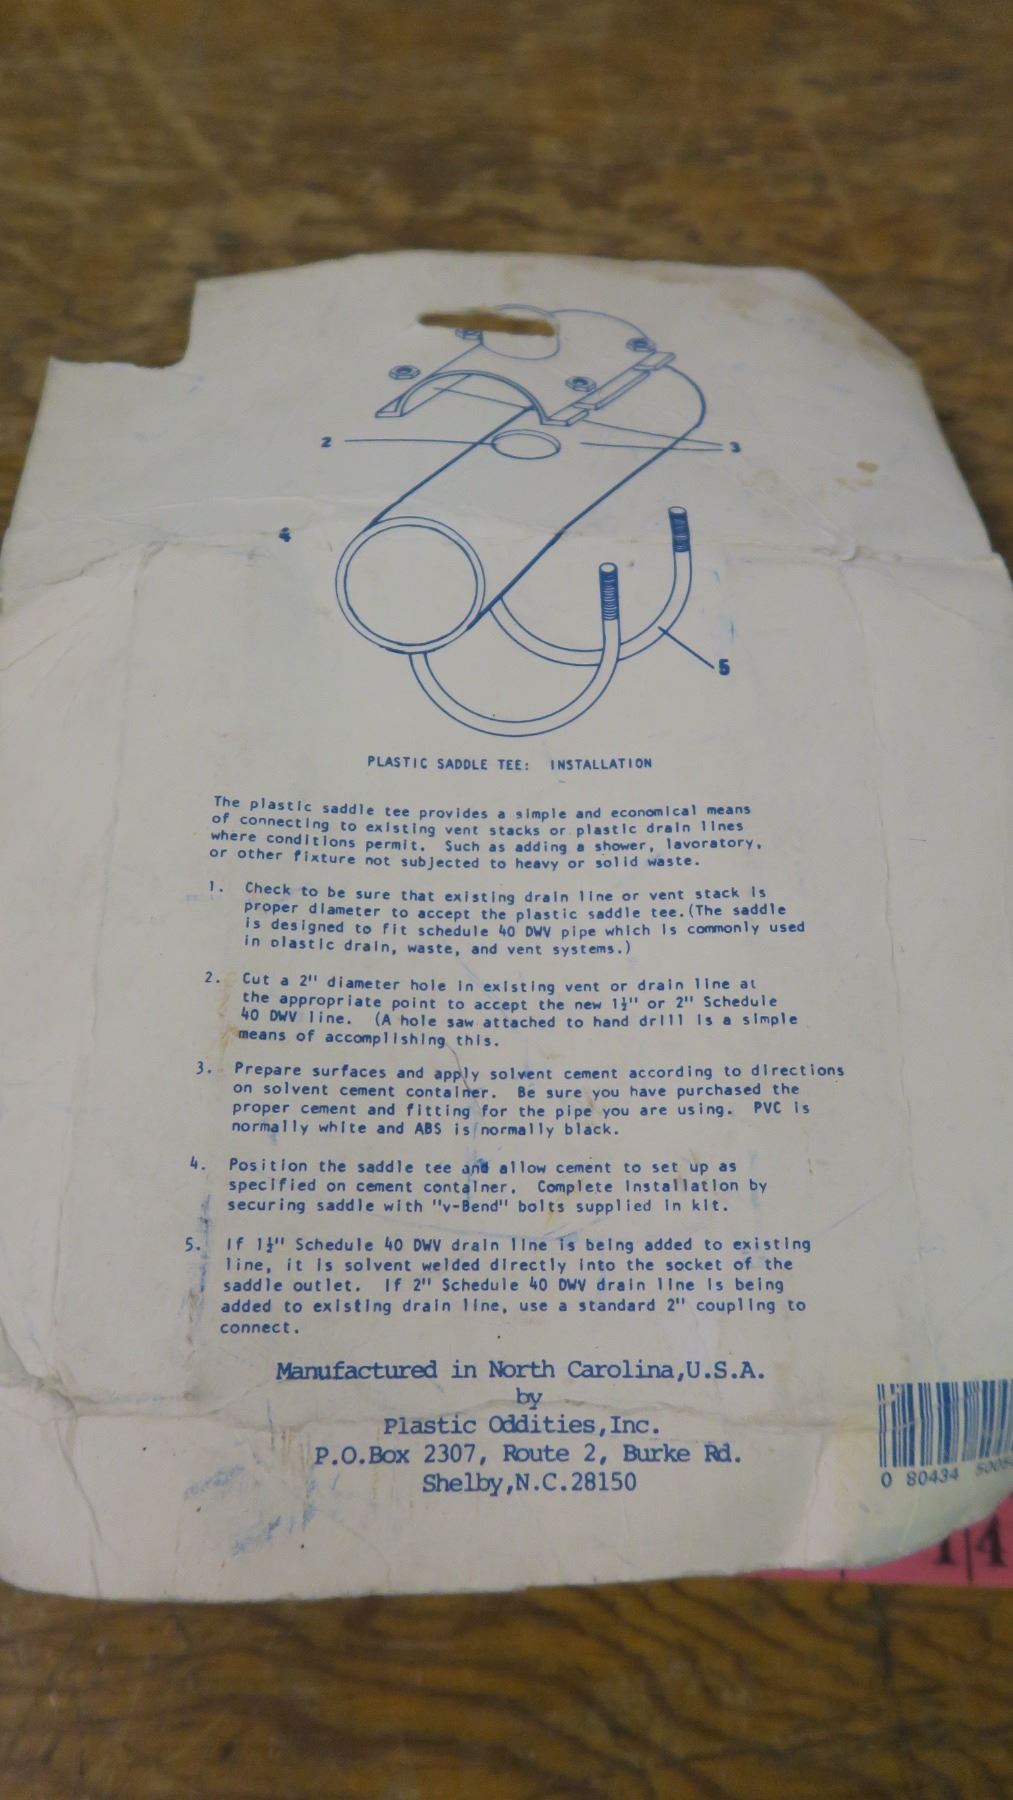 2
3
4
5
PLASTIC SADDLE TEE: INSTALLATION
The plastic saddle tee provides a simple and economical means
of connecting to existing vent stacks or plastic drain lines
where conditions permit. Such as adding a shower, lavoratory,
or other fixture not subjected to heavy or solid waste.
1. Check to be sure that existing drain line or vent stack is
proper diameter to accept the plastic saddle tee.(The saddle
is designed to fit schedule 40 DWV pipe which is commonly used
in plastic drain, waste, and vent systems.)
2. Cut a 2" diameter hole in existing vent or drain line at
the appropriate point to accept the new 1½" or 2" Schedule
40 DWV line. (A hole saw attached to hand drill is a simple
means of accomplishing this.
3. Prepare surfaces and apply solvent cement according to directions
on solvent cement container. Be sure you have purchased the
proper cement and fitting for the pipe you are using. PVC is
normally white and ABS is normally black.
4. Position the saddle tee and allow cement to set up as
specified on cement container. Complete installation by
securing saddle with "v-Bend" bolts supplied in kit.
5. If 1½" Schedule 40 DWV drain line is being added to existing
line, it is solvent welded directly into the socket of the
saddle outlet. If 2" Schedule 40 DWV drain line is being
added to existing drain line, use a standard 2" coupling to
connect.
Manufactured in North Carolina,U.S.A.
by
Plastic Oddities,Inc.
P.O.Box 2307, Route 2, Burke Rd.
Shelby,N.C.28150
0 80434
14